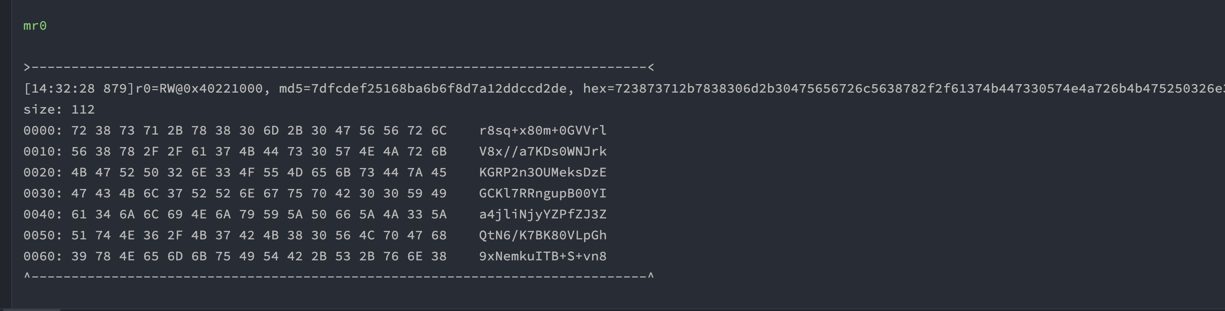 mr0
>-----------------------------------------------------------------------------<
[14:32:28 879]r0=RW@0x40221000, md5=7dfcdef25168ba6b6f8d7a12ddccd2de, hex=723873712b7838306d2b30475656726c5638782f2f61374b447330574e4a726b4b475250326e3
size: 112
0000: 72 38 73 71 2B 78 38 30 6D 2B 30 47 56 56 72 6C    r8sq+x80m+0GVVrl
0010: 56 38 78 2F 2F 61 37 4B 44 73 30 57 4E 4A 72 6B    V8x//a7KDs0WNJrk
0020: 4B 47 52 50 32 6E 33 4F 55 4D 65 6B 73 44 7A 45    KGRP2n3OUMeksDzE
0030: 47 43 4B 6C 37 52 52 6E 67 75 70 42 30 30 59 49    GCKl7RRngupB00YI
0040: 61 34 6A 6C 69 4E 6A 79 59 5A 50 66 5A 4A 33 5A    a4jliNjyYZPfZJ3Z
0050: 51 74 4E 36 2F 4B 37 42 4B 38 30 56 4C 70 47 68    QtN6/K7BK80VLpGh
0060: 39 78 4E 65 6D 6B 75 49 54 42 2B 53 2B 76 6E 38    9xNemkuITB+S+vn8
^-----------------------------------------------------------------------------^